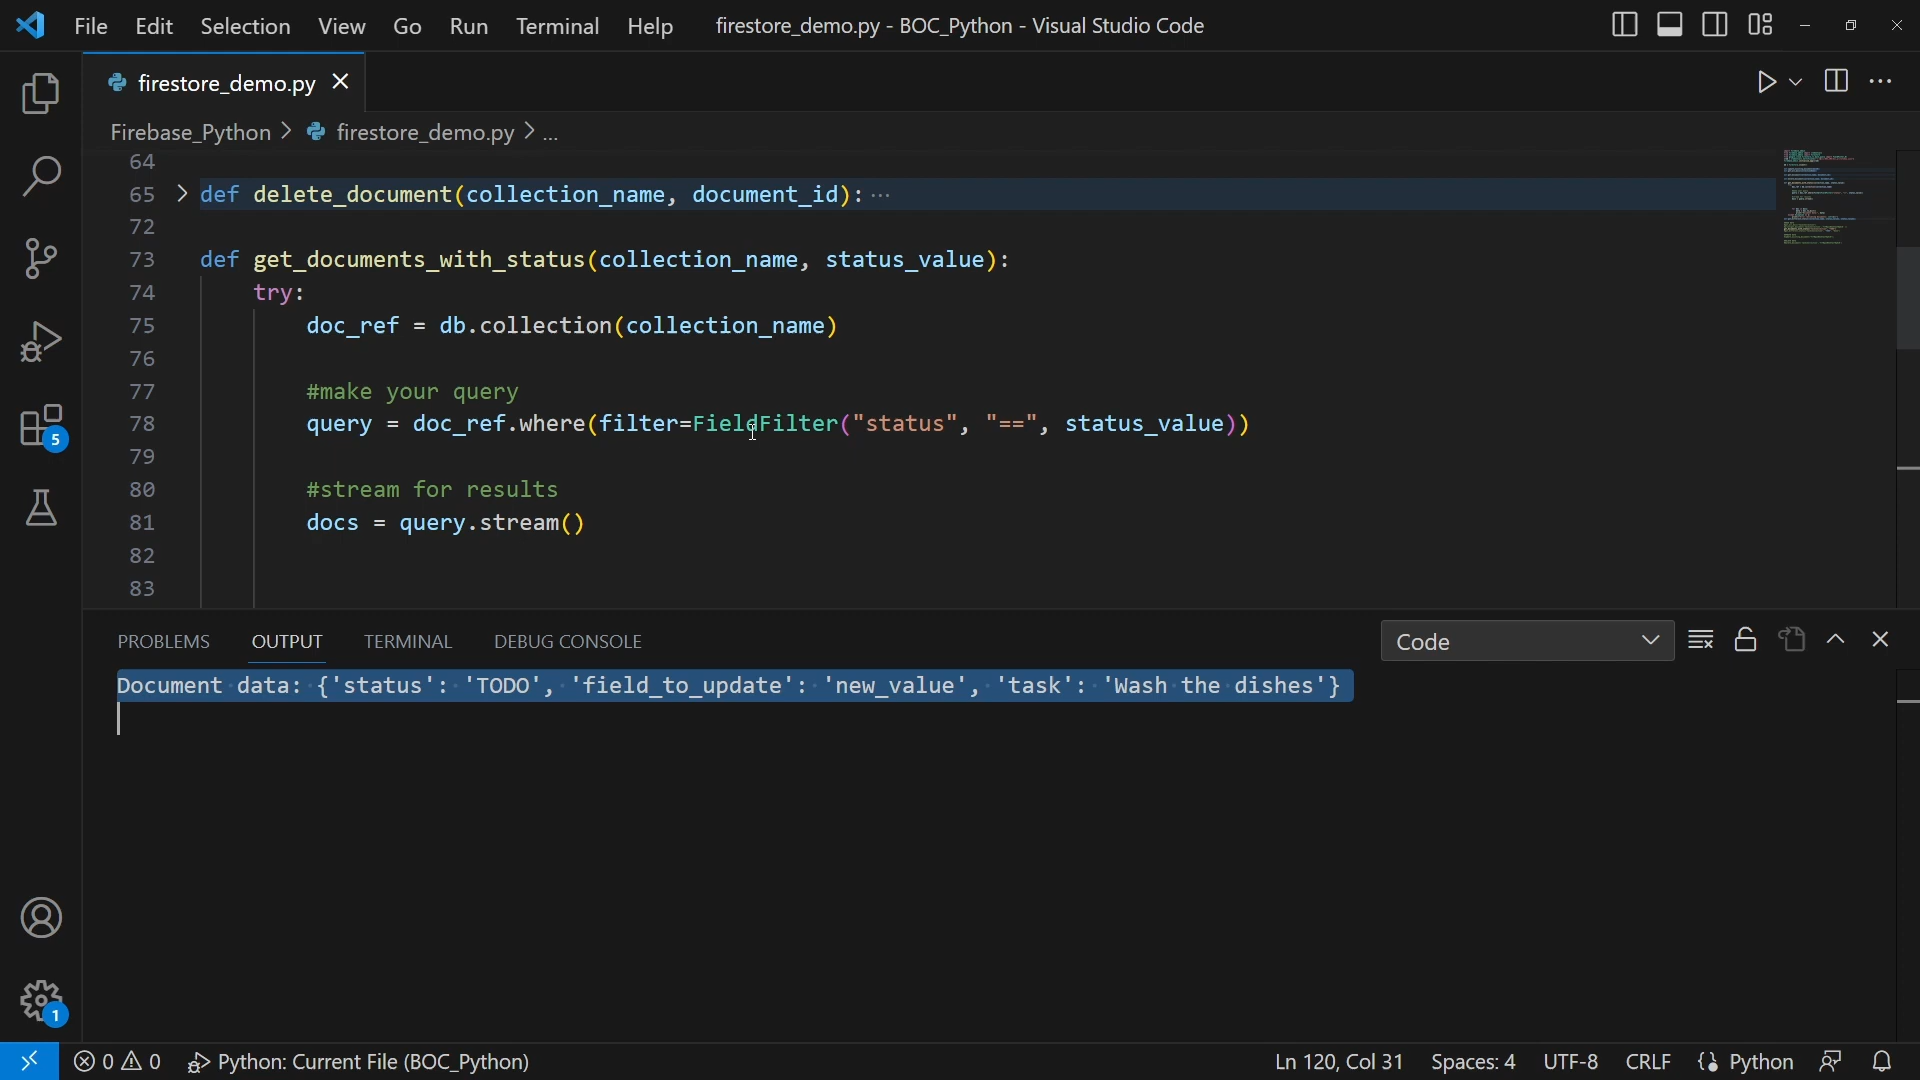 File Edit Selection View Go Run Terminal Help firestore_demo.py - BOC_Python - Visual Studio Code
firestore_demo.py
Firebase_Python > firestore_demo.py > ...
64
65 def delete_document(collection_name, document_id): ...
72
73 def get_documents_with_status(collection_name, status_value):
74 try:
75 doc_ref = db.collection(collection_name)
76
77 #make your query
78 query = doc_ref.where(filter=FieldFilter("status", "==", status_value))
79
80 #stream for results
81 docs = query.stream()
82
83
PROBLEMS OUTPUT TERMINAL DEBUG CONSOLE Code
Document data: {'status': 'TODO', 'field_to_update': 'new_value', 'task': 'Wash the dishes'}
5
1
0 0 Python: Current File (BOC_Python) Ln 120, Col 31 Spaces: 4 UTF-8 CRLF Python